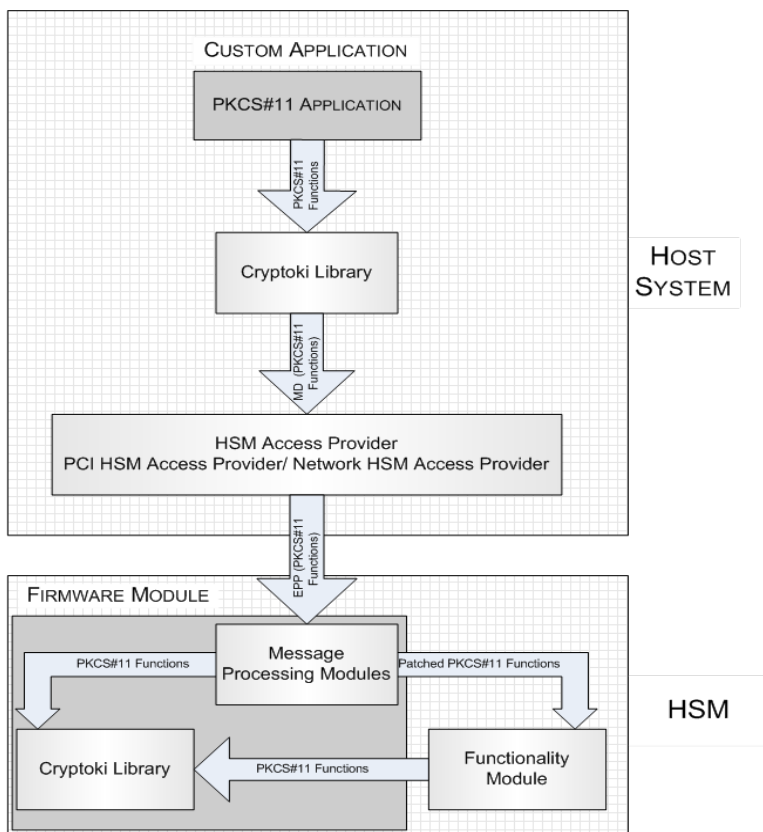 CUSTOM APPLICATION
PKCS#11 APPLICATION
PKCS#11
Functions
Cryptoki Library
HOST
SYSTEM
MD (PKCS#11
Functions)
HSM Access Provider
PCI HSM Access Provider/ Network HSM Access Provider
EPP (PKCS#11
Functions)
FIRMWARE MODULE
Message
Processing Modules
PKCS#11 Functions
Patched PKCS#11 Functions
HSM
Cryptoki Library
PKCS#11 Functions
Functionality
Module